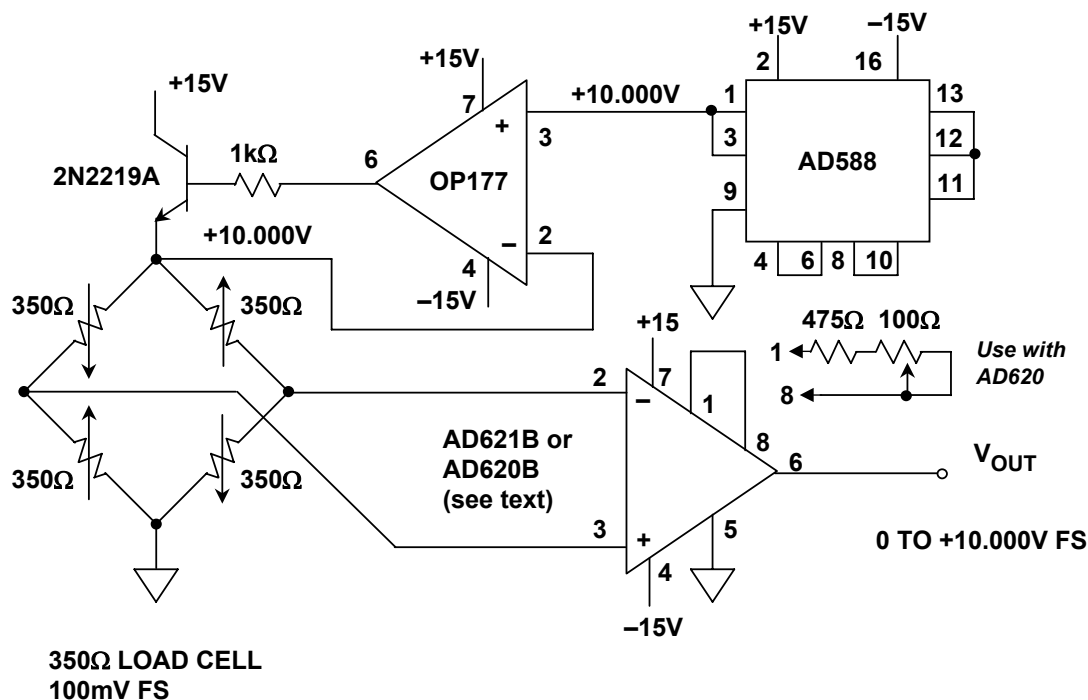 +15V
–15V
+15V
2
16
+15V
+10.000V
1
13
7
+
3
3
12
1kΩ
6
AD588
2N2219A
OP177
9
11
+10.000V
–
2
4
4
6
8
10
–15V
350Ω
350Ω
+15
475Ω
100Ω
1
Use with
AD620
2
7
–
1
8
8
AD621B or
AD620B
(see text)
6
VOUT
350Ω
350Ω
3
+
5
0 TO +10.000V FS
4
–15V
350Ω LOAD CELL
100mV FS